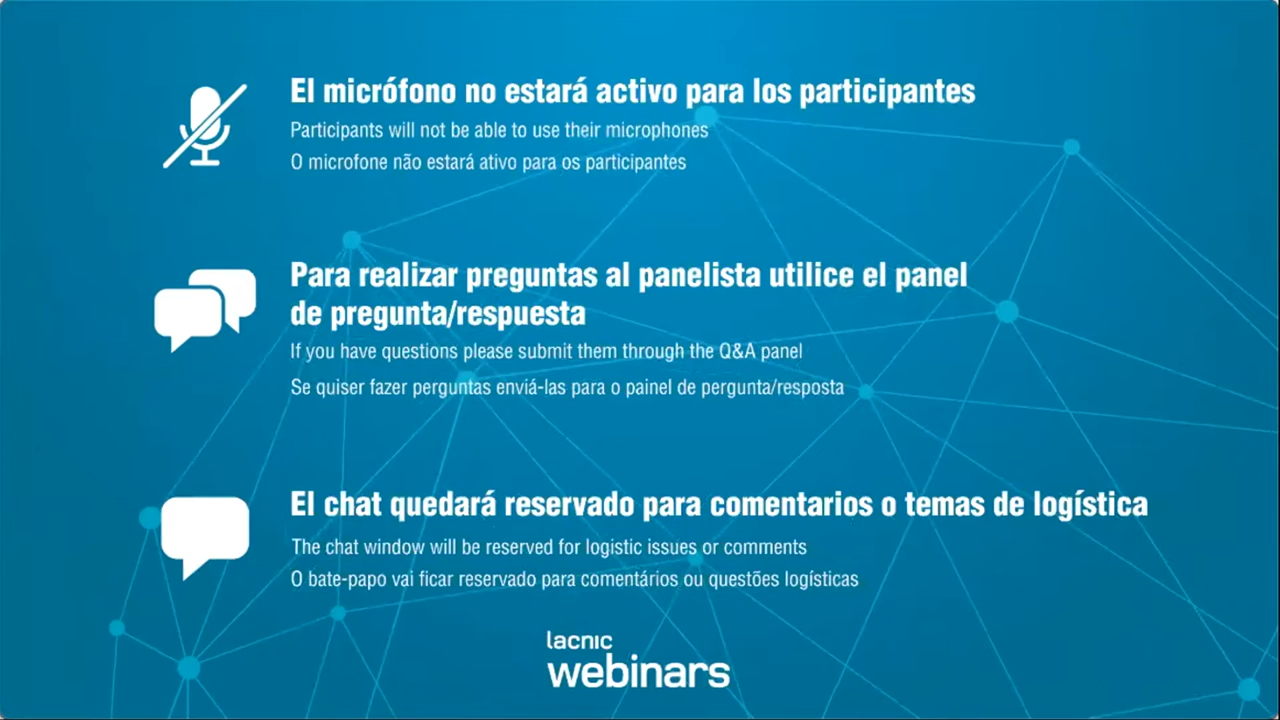 El micrófono no estará activo para los participantes
Participants will not be able to use their microphones
O microfone não estará ativo para os participantes
Para realizar preguntas al panelista utilice el panel
de pregunta/respuesta
If you have questions please submit them through the Q&A panel
Se quiser fazer perguntas enviá-las para o painel de pergunta/resposta
El chat quedará reservado para comentarios o temas de logística
The chat window will be reserved for logistic issues or comments
O bate-papo vai ficar reservado para comentários ou questões logísticas
lacnic
webinars